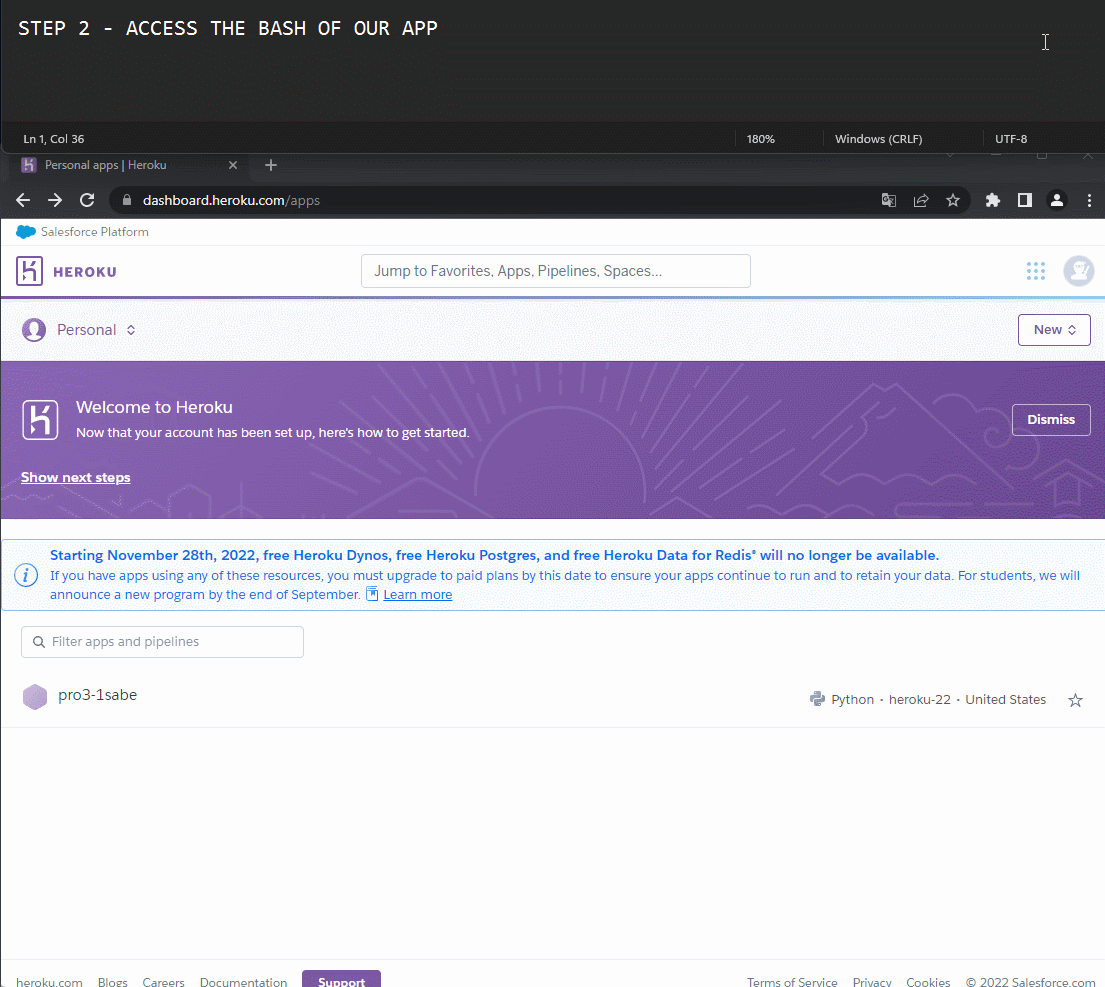 STEP 2 - ACCESS THE BASH OF OUR APP
Ln 1, Col 36
180%
Windows (CRLF)
UTF-8
Personal apps | Heroku
dashboard.heroku.com/apps
Salesforce Platform
HEROKU
Jump to Favorites, Apps, Pipelines, Spaces...
Personal
New
Welcome to Heroku
Now that your account has been set up, here's how to get started.
Dismiss
Show next steps
Starting November 28th, 2022, free Heroku Dynos, free Heroku Postgres, and free Heroku Data for Redis® will no longer be available.
If you have apps using any of these resources, you must upgrade to paid plans by this date to ensure your apps continue to run and to retain your data. For students, we will
announce a new program by the end of September. Learn more
Filter apps and pipelines
pro3-1sabe
Python · heroku-22 · United States
heroku.com Blogs Careers Documentation Support Terms of Service Privacy Cookies © 2022 Salesforce.com